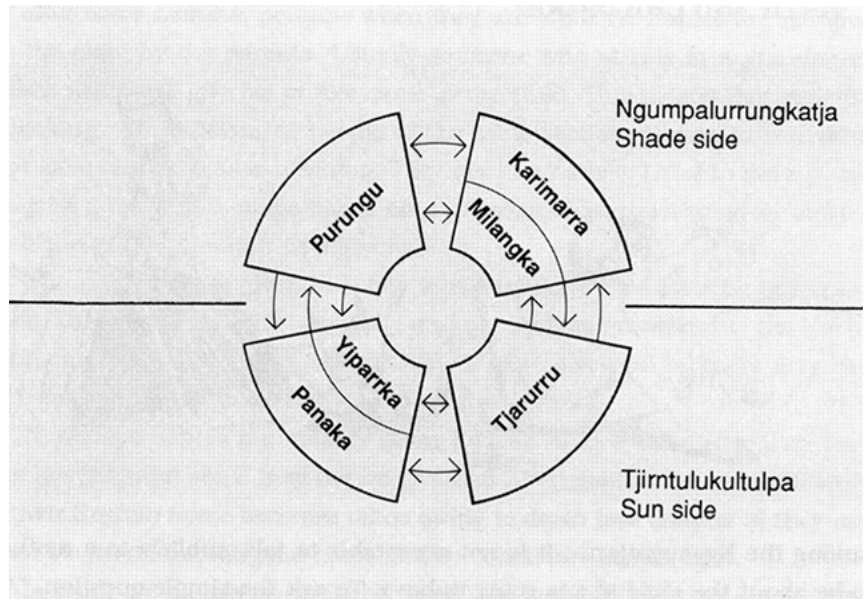 Ngumpalurrungkatja
Shade side
Purungu
Karimarra
Milangka
Yiparrka
Panaka
Tjarurru
Tjirntulukultulpa
Sun side